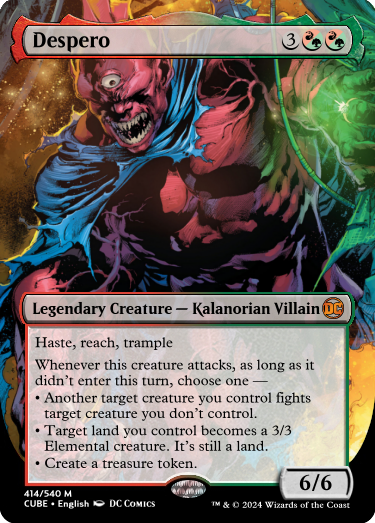 Despero 3
Legendary Creature — Kalanorian Villain DC
Haste, reach, trample
Whenever this creature attacks, as long as it
didn't enter this turn, choose one —
• Another target creature you control fights
target creature you don't control.
• Target land you control becomes a 3/3
Elemental creature. It's still a land.
• Create a treasure token.
6/6
414/540 M
CUBE • English DC COMICS
™ & © 2024 Wizards of the Coast